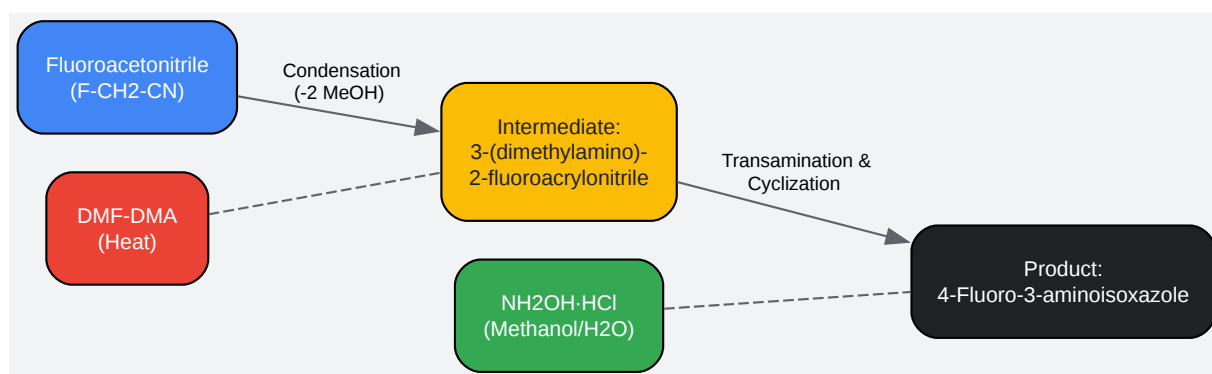 Fluoroacetonitrile
(F-CH2-CN)
Condensation
(-2 MeOH)
Intermediate:
3-(dimethylamino)-
2-fluoroacrylonitrile
DMF-DMA
(Heat)
Transamination &
Cyclization
NH2OH·HCl
(Methanol/H2O)
Product:
4-Fluoro-3-aminoisoxazole